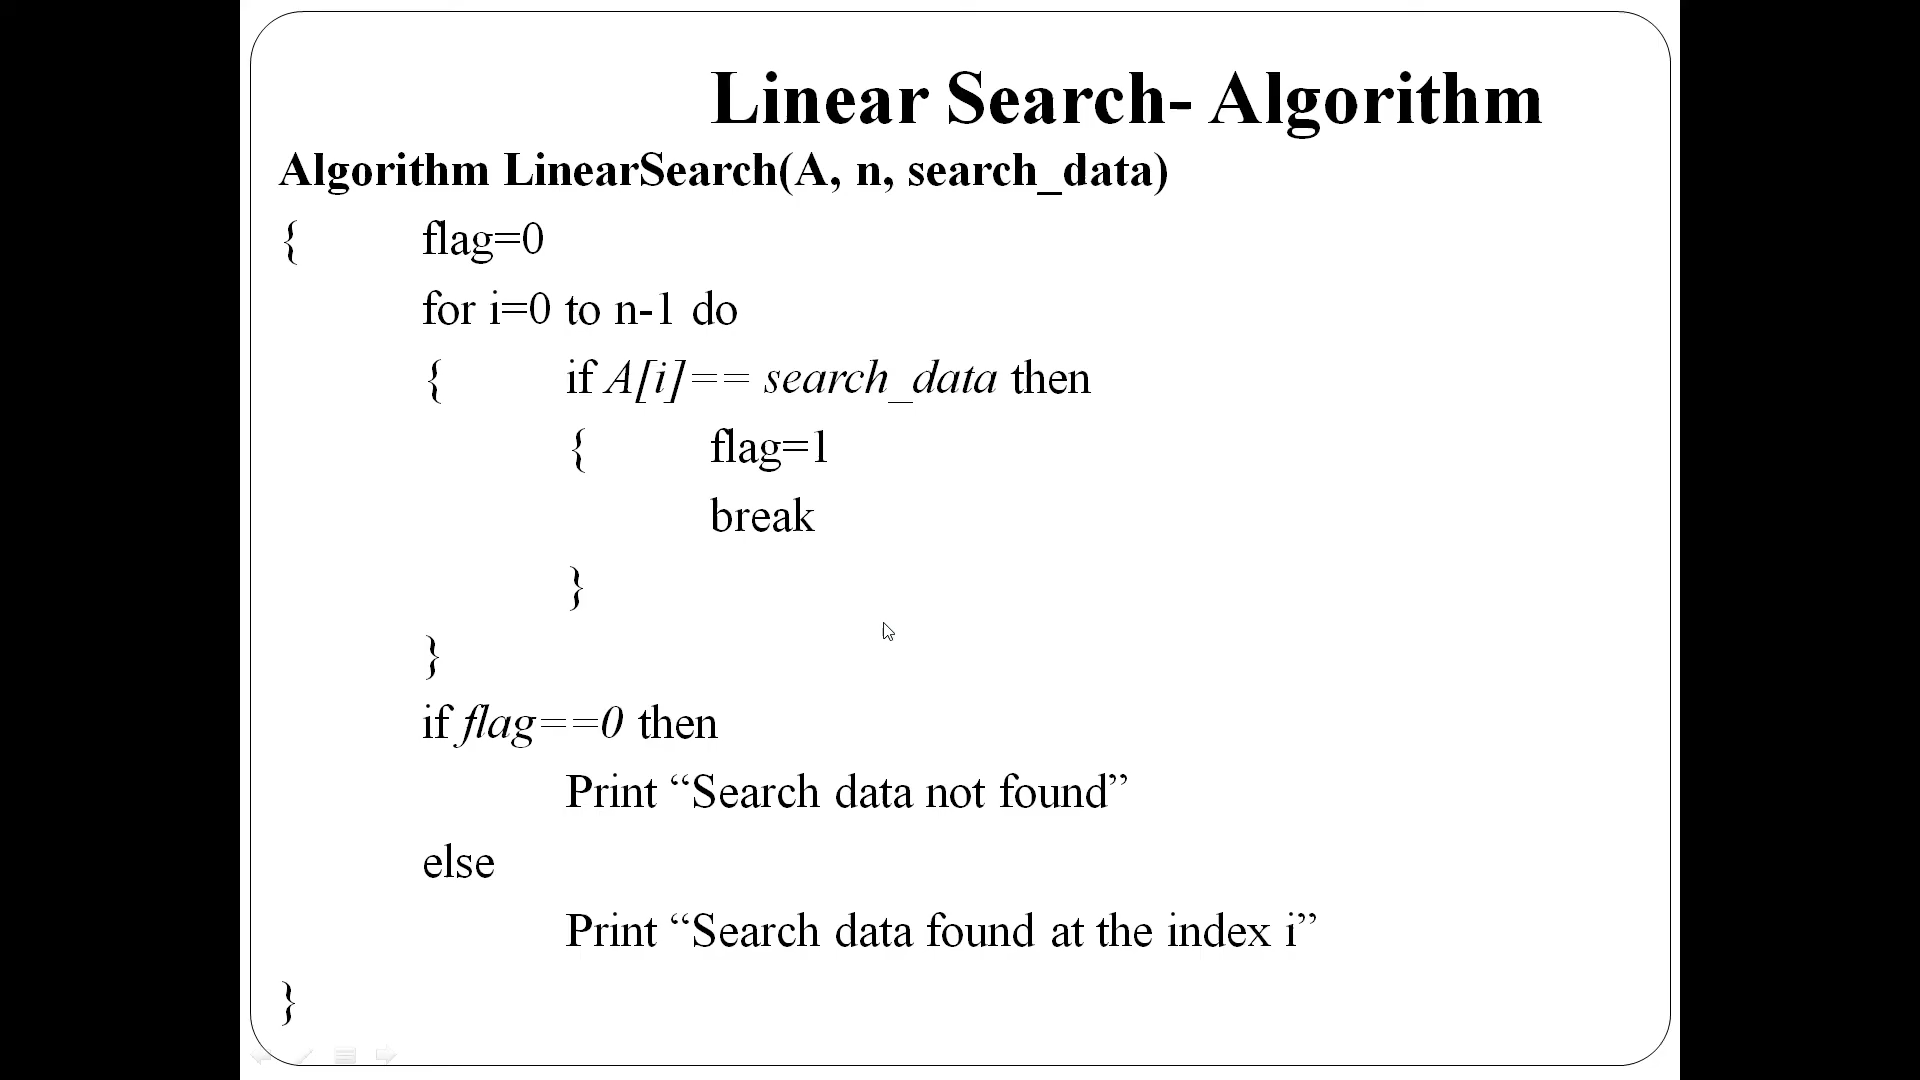 Linear Search- Algorithm
Algorithm LinearSearch(A, n, search_data)
{ flag=0
for i=0 to n-1 do
{ if A[i]== search_data then
{ flag=1
break
}
}
if flag==0 then
Print “Search data not found”
else
Print “Search data found at the index i”
}